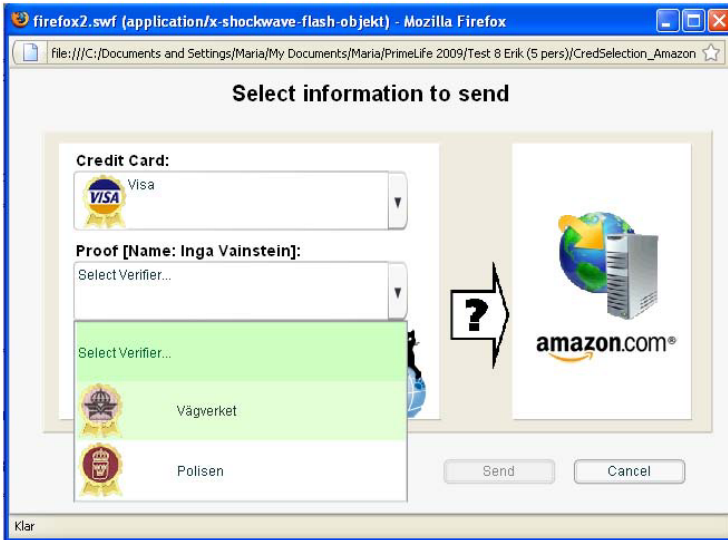 firefox2.swf (application/x-shockwave-flash-objekt) - Mozilla Firefox
file:///C:/Documents and Settings/Maria/My Documents/Maria/PrimeLife 2009/Test 8 Erik (5 pers)/CredSelection_Amazon
Select information to send
Credit Card:
VISA Visa
Proof [Name: Inga Vainstein]:
Select Verifier...
?
amazon.com®
Select Verifier...
Vägverket
Polisen
Send Cancel
Klar